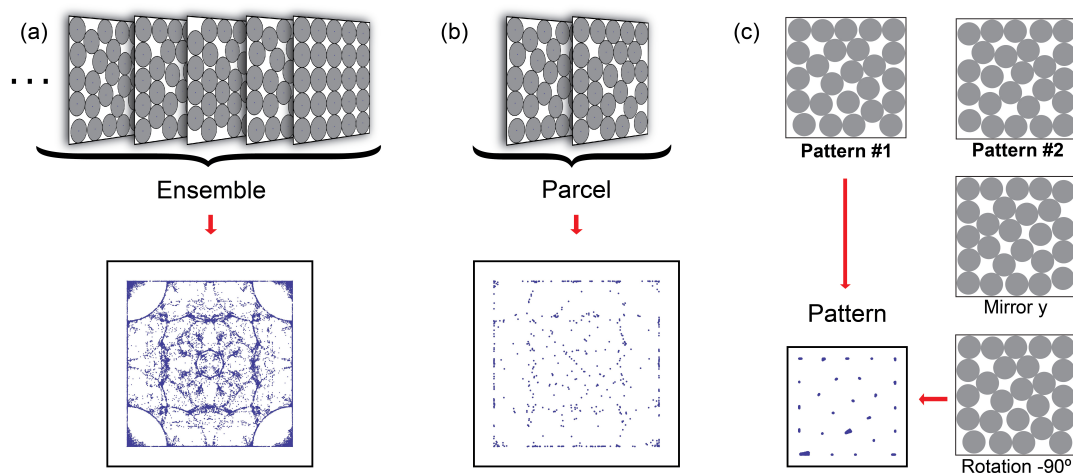 (a)
(b)
(c)
...
Pattern #1
Pattern #2
Ensemble
Parcel
Mirror y
Pattern
Rotation -90º